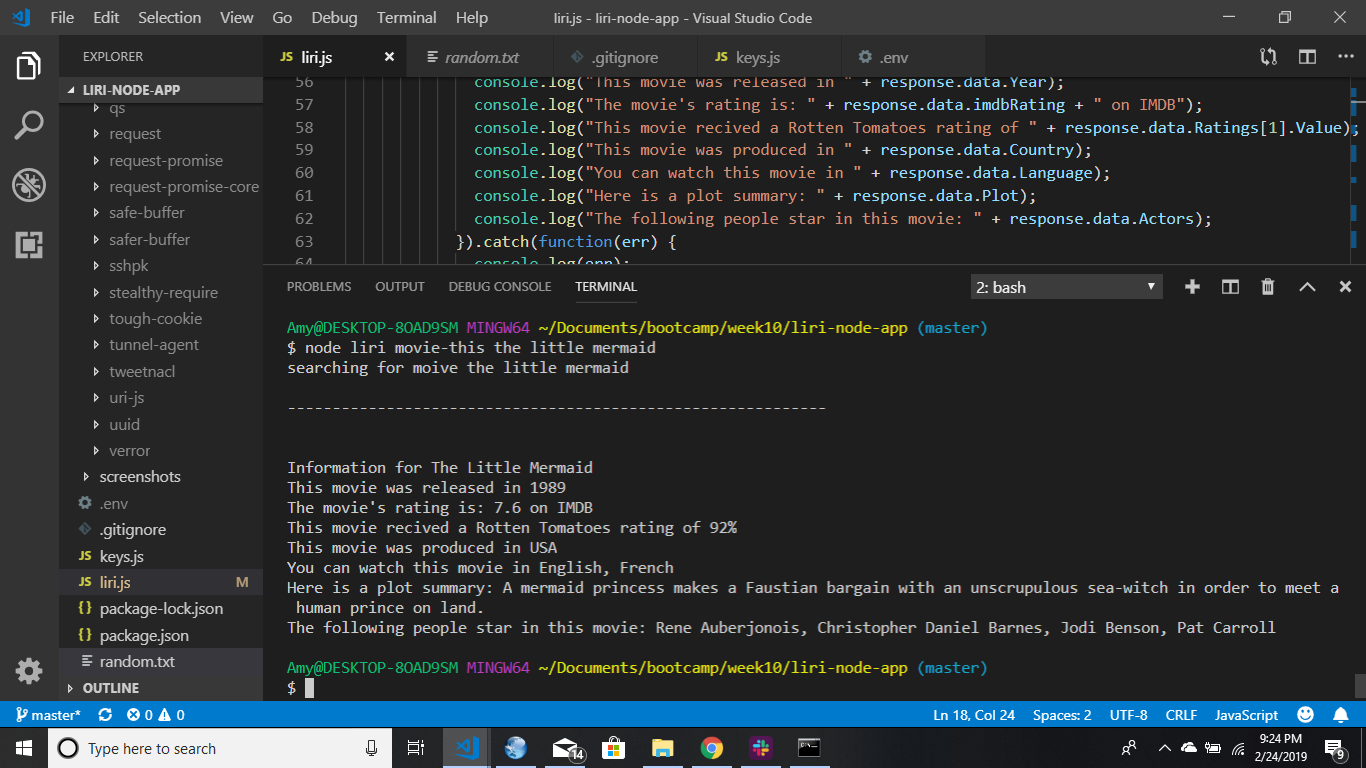 File Edit Selection View Go Debug Terminal Help liri.js - liri-node-app - Visual Studio Code
EXPLORER
LIRI-NODE-APP
qs
request
request-promise
request-promise-core
safe-buffer
safer-buffer
sshpk
stealthy-require
tough-cookie
tunnel-agent
tweetnacl
uri-js
uuid
verror
screenshots
.env
.gitignore
JS keys.js
JS liri.js M
{} package-lock.json
{} package.json
random.txt
OUTLINE
JS liri.js random.txt .gitignore JS keys.js .env
56 console.log("This movie was released in " + response.data.Year);
57 console.log("The movie's rating is: " + response.data.imdbRating + " on IMDB");
58 console.log("This movie recived a Rotten Tomatoes rating of " + response.data.Ratings[1].Value);
59 console.log("This movie was produced in " + response.data.Country);
60 console.log("You can watch this movie in " + response.data.Language);
61 console.log("Here is a plot summary: " + response.data.Plot);
62 console.log("The following people star in this movie: " + response.data.Actors);
63 }).catch(function(err) {
64 console.log(err);
PROBLEMS OUTPUT DEBUG CONSOLE TERMINAL 2: bash
Amy@DESKTOP-8OAD9SM MINGW64 ~/Documents/bootcamp/week10/liri-node-app (master)
$ node liri movie-this the little mermaid
searching for moive the little mermaid
------------------------------------------------------------
Information for The Little Mermaid
This movie was released in 1989
The movie's rating is: 7.6 on IMDB
This movie recived a Rotten Tomatoes rating of 92%
This movie was produced in USA
You can watch this movie in English, French
Here is a plot summary: A mermaid princess makes a Faustian bargain with an unscrupulous sea-witch in order to meet a
human prince on land.
The following people star in this movie: Rene Auberjonois, Christopher Daniel Barnes, Jodi Benson, Pat Carroll
Amy@DESKTOP-8OAD9SM MINGW64 ~/Documents/bootcamp/week10/liri-node-app (master)
$
master* 0 0 Ln 18, Col 24 Spaces: 2 UTF-8 CRLF JavaScript
Type here to search 14 9:24 PM
2/24/2019 9